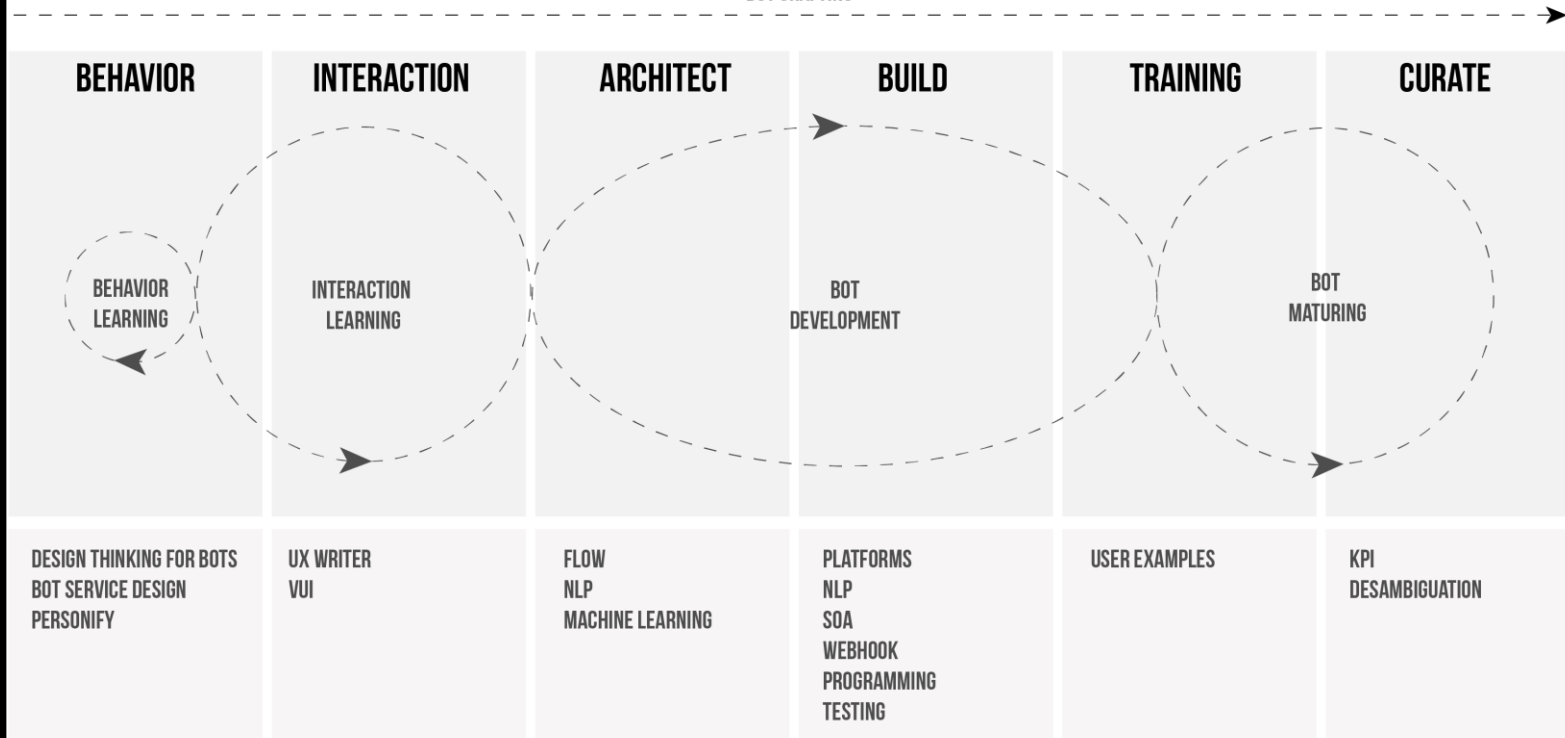 BEHAVIOR
INTERACTION
ARCHITECT
BUILD
TRAINING
CURATE
BEHAVIOR
LEARNING
INTERACTION
LEARNING
BOT
DEVELOPMENT
BOT
MATURING
DESIGN THINKING FOR BOTS
BOT SERVICE DESIGN
PERSONIFY
UX WRITER
VUI
FLOW
NLP
MACHINE LEARNING
PLATFORMS
NLP
SOA
WEBHOOK
PROGRAMMING
TESTING
USER EXAMPLES
KPI
DESAMBIGUATION